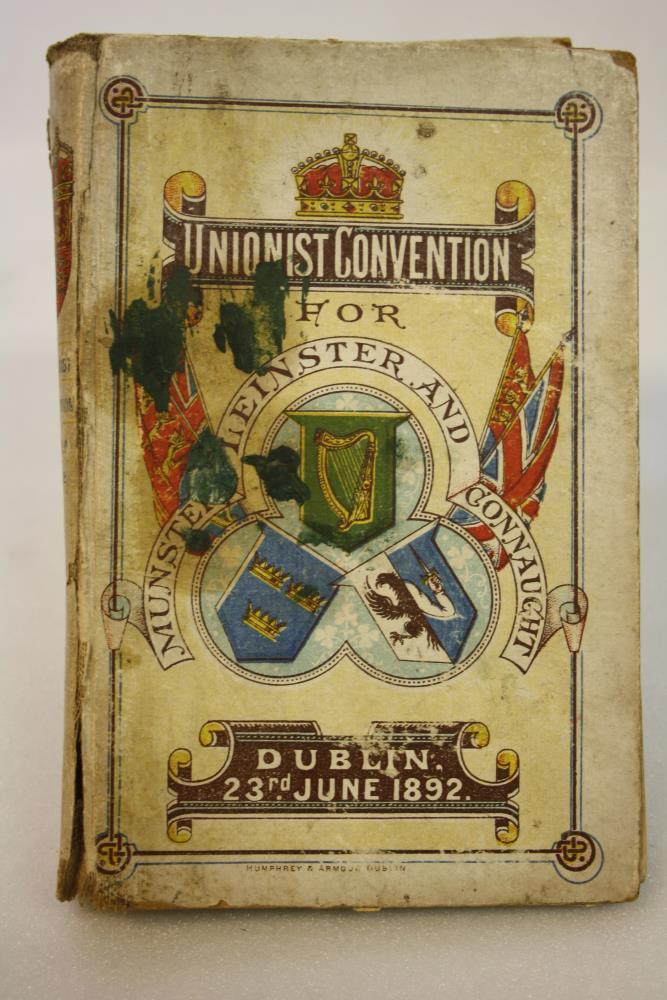 UNIONIST CONVENTION
FOR
MUNSTER LEINSTER AND CONNAUGHT
DUBLIN.
23rd JUNE 1892.
HUMPHREY & ARMOUR DUBLIN